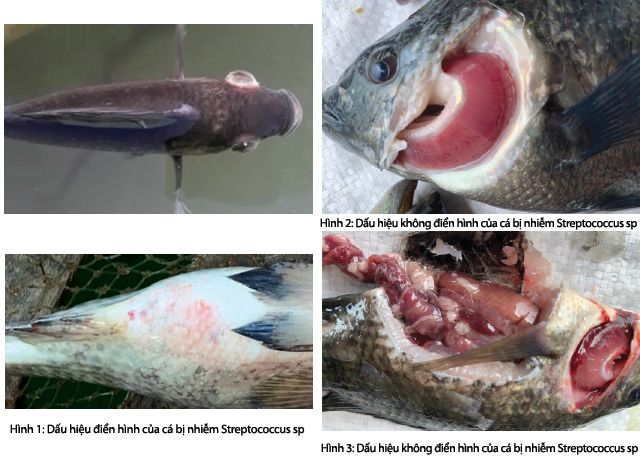 Hình 2: Dấu hiệu không điển hình của cá bị nhiễm Streptococcus sp
Hình 1: Dấu hiệu điển hình của cá bị nhiễm Streptococcus sp
Hình 3: Dấu hiệu không điển hình của cá bị nhiễm Streptococcus sp